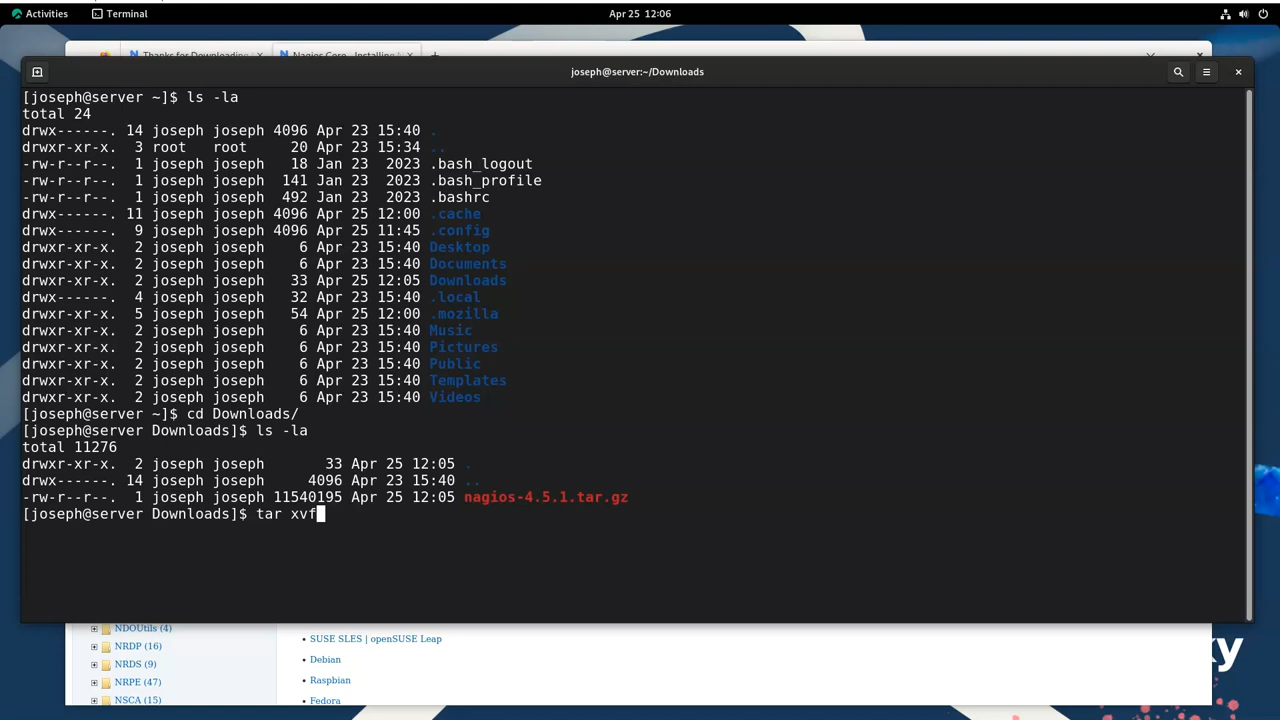 Activities Terminal Apr 25 12:06
Thanks for Downloading Nagios Core - Installing
joseph@server:~/Downloads
[joseph@server ~]$ ls -la
total 24
drwx------. 14 joseph joseph 4096 Apr 23 15:40 .
drwxr-xr-x. 3 root root 20 Apr 23 15:34 ..
-rw-r--r--. 1 joseph joseph 18 Jan 23 2023 .bash_logout
-rw-r--r--. 1 joseph joseph 141 Jan 23 2023 .bash_profile
-rw-r--r--. 1 joseph joseph 492 Jan 23 2023 .bashrc
drwx------. 11 joseph joseph 4096 Apr 25 12:00 .cache
drwx------. 9 joseph joseph 4096 Apr 25 11:45 .config
drwxr-xr-x. 2 joseph joseph 6 Apr 23 15:40 Desktop
drwxr-xr-x. 2 joseph joseph 6 Apr 23 15:40 Documents
drwxr-xr-x. 2 joseph joseph 33 Apr 25 12:05 Downloads
drwx------. 4 joseph joseph 32 Apr 23 15:40 .local
drwxr-xr-x. 5 joseph joseph 54 Apr 25 12:00 .mozilla
drwxr-xr-x. 2 joseph joseph 6 Apr 23 15:40 Music
drwxr-xr-x. 2 joseph joseph 6 Apr 23 15:40 Pictures
drwxr-xr-x. 2 joseph joseph 6 Apr 23 15:40 Public
drwxr-xr-x. 2 joseph joseph 6 Apr 23 15:40 Templates
drwxr-xr-x. 2 joseph joseph 6 Apr 23 15:40 Videos
[joseph@server ~]$ cd Downloads/
[joseph@server Downloads]$ ls -la
total 11276
drwxr-xr-x. 2 joseph joseph 33 Apr 25 12:05 .
drwx------. 14 joseph joseph 4096 Apr 23 15:40 ..
-rw-r--r--. 1 joseph joseph 11540195 Apr 25 12:05 nagios-4.5.1.tar.gz
[joseph@server Downloads]$ tar xvf
NDOUtils (4)
NRDP (16)
NRDS (9)
NRPE (47)
NSCA (15)
• SUSE SLES | openSUSE Leap
• Debian
• Raspbian
• Fedora